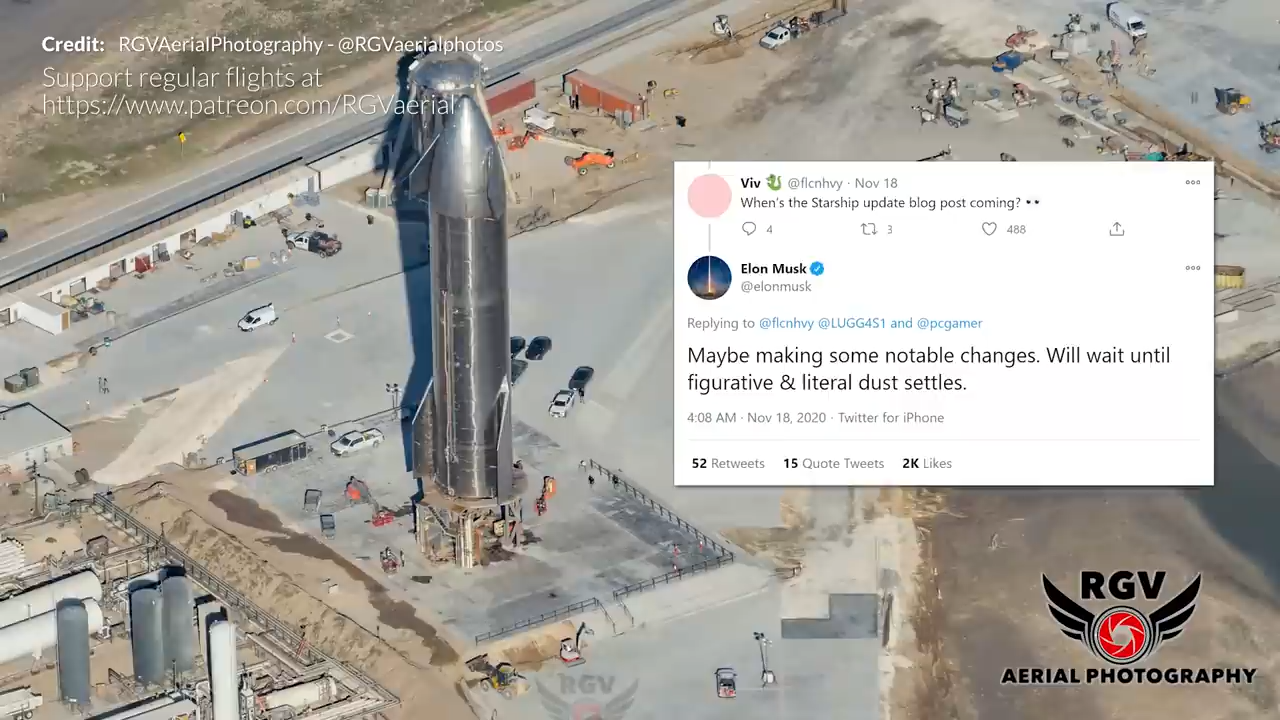 Credit: RGVAerialPhotography - @RGVaerialphotos
Support regular flights at
https://www.patreon.com/RGVaerial
Viv @flcnhvy · Nov 18
When's the Starship update blog post coming? 👀
4 3 488
Elon Musk
@elonmusk
Replying to @flcnhvy @LUGG4S1 and @pcgamer
Maybe making some notable changes. Will wait until
figurative & literal dust settles.
4:08 AM · Nov 18, 2020 · Twitter for iPhone
52 Retweets 15 Quote Tweets 2K Likes
RGV
AERIAL PHOTOGRAPHY
RGV